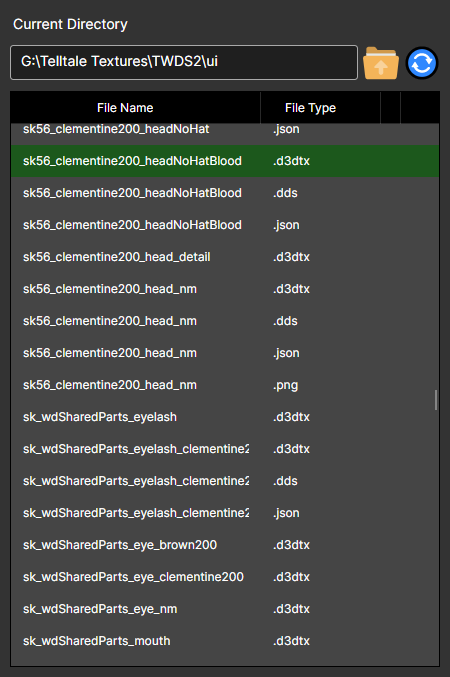 Current Directory
G:\Telltale Textures\TWDS2\ui
File Name File Type
sk56_clementine200_headNoHat .json
sk56_clementine200_headNoHatBlood .d3dtx
sk56_clementine200_headNoHatBlood .dds
sk56_clementine200_headNoHatBlood .json
sk56_clementine200_head_detail .d3dtx
sk56_clementine200_head_nm .d3dtx
sk56_clementine200_head_nm .dds
sk56_clementine200_head_nm .json
sk56_clementine200_head_nm .png
sk_wdSharedParts_eyelash .d3dtx
sk_wdSharedParts_eyelash_clementine2 .d3dtx
sk_wdSharedParts_eyelash_clementine2 .dds
sk_wdSharedParts_eyelash_clementine2 .json
sk_wdSharedParts_eye_brown200 .d3dtx
sk_wdSharedParts_eye_clementine200 .d3dtx
sk_wdSharedParts_eye_nm .d3dtx
sk_wdSharedParts_mouth .d3dtx